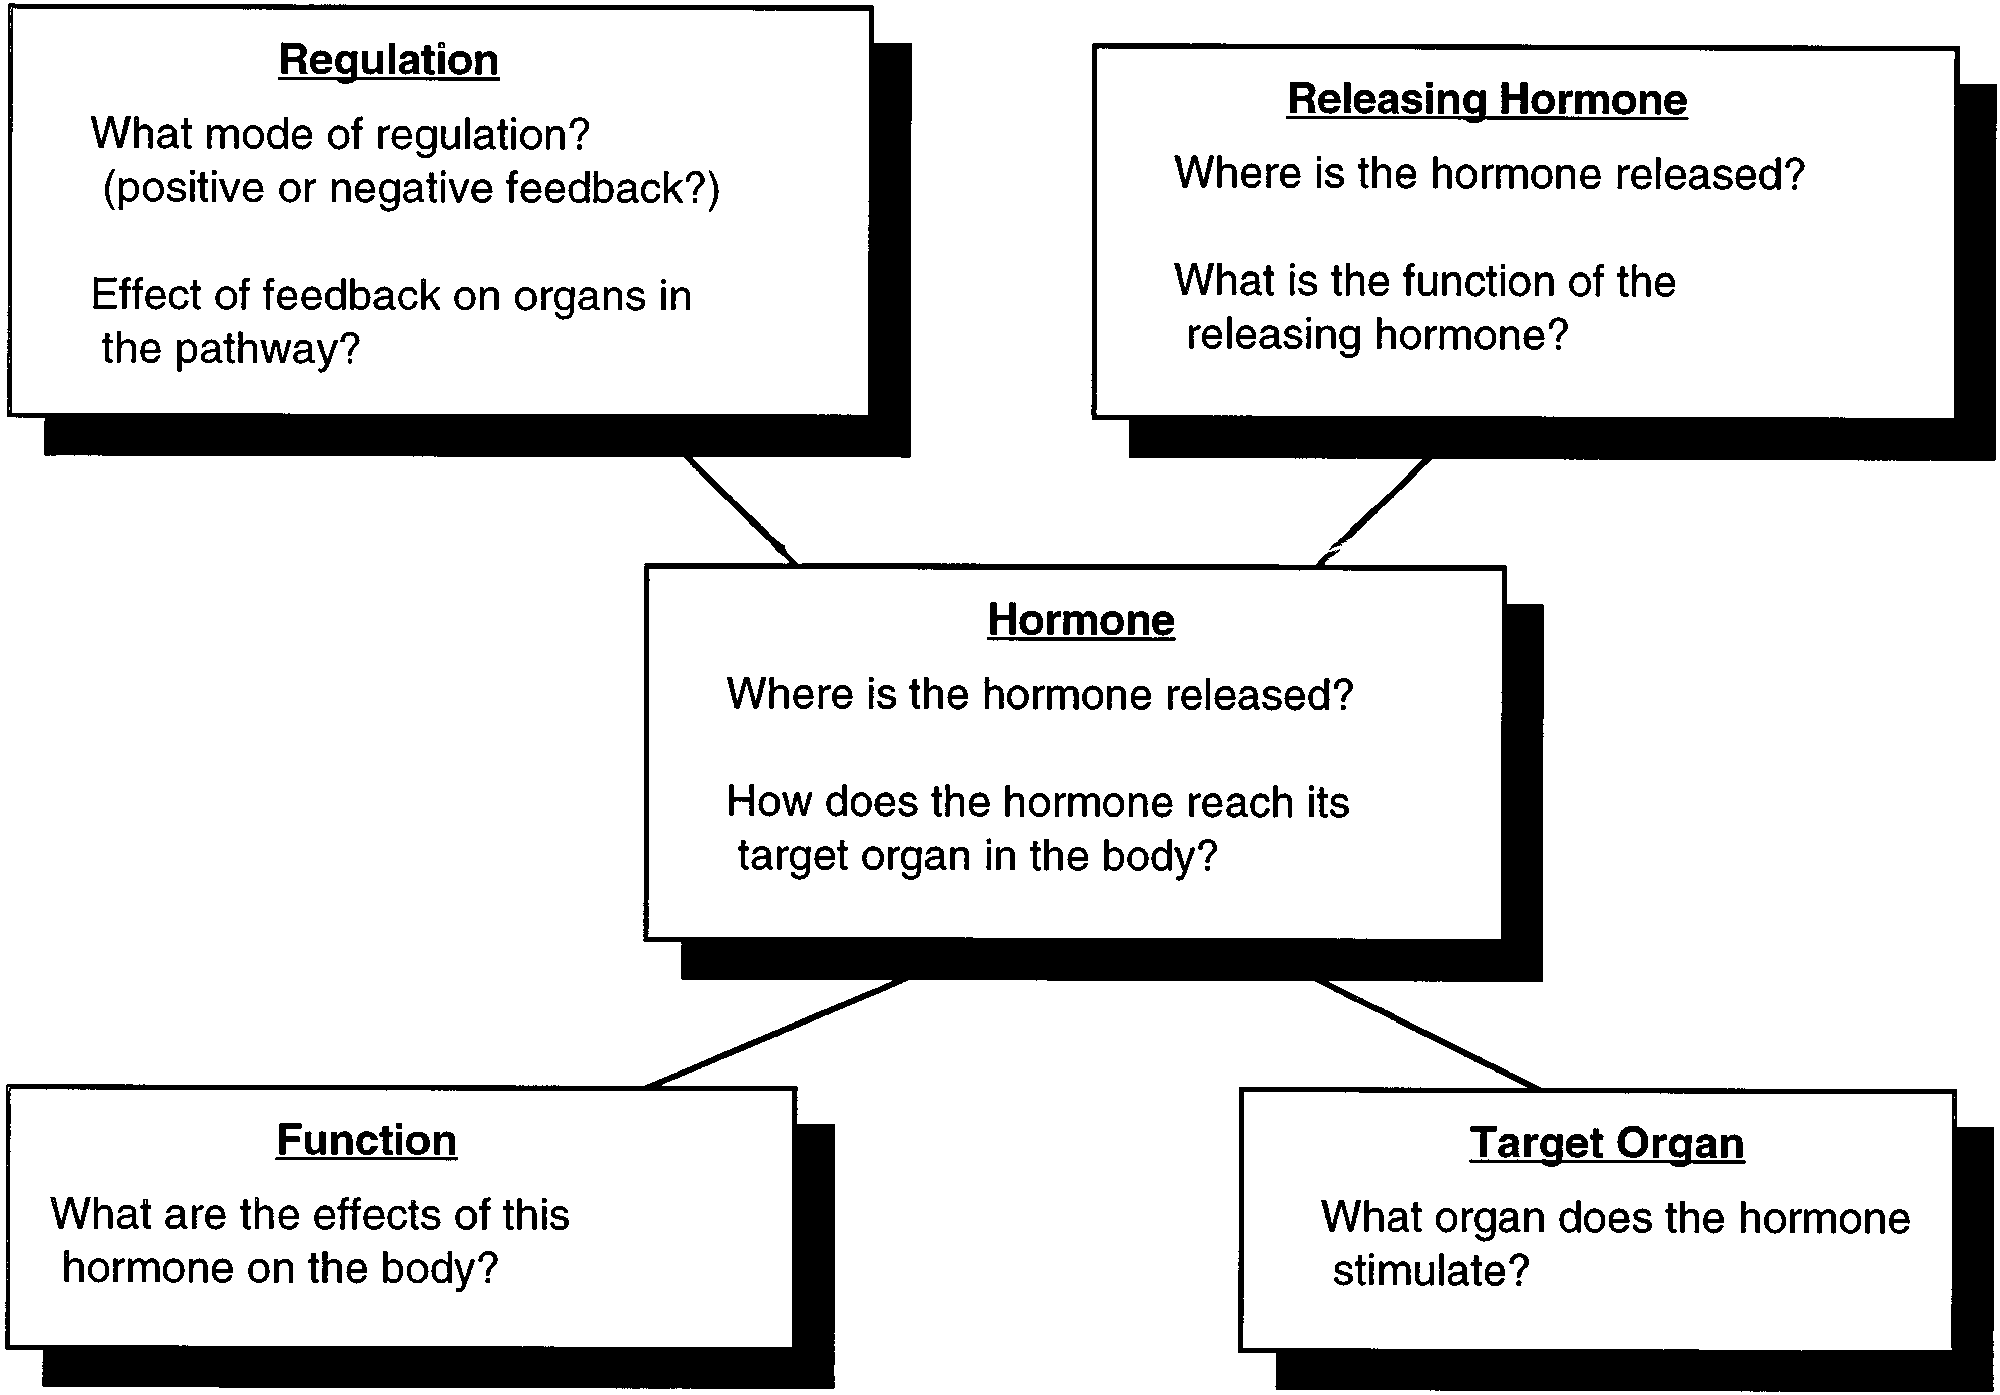 Regulation
What mode of regulation?
(positive or negative feedback?)
Effect of feedback on organs in
the pathway?
Releasing Hormone
Where is the hormone released?
What is the function of the
releasing hormone?
Hormone
Where is the hormone released?
How does the hormone reach its
target organ in the body?
Function
What are the effects of this
hormone on the body?
Target Organ
What organ does the hormone
stimulate?